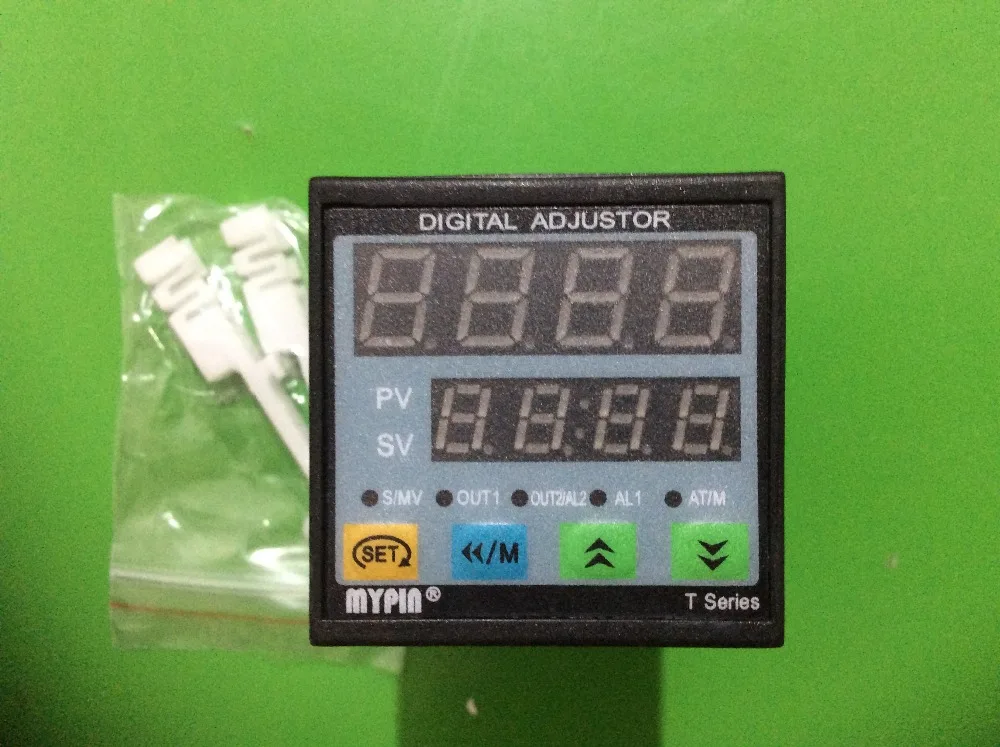 DIGITAL ADJUSTOR
PV
SV
S/MV OUT1 OUT2/AL2 AL1 AT/M
SET «/M
MYPIN® T Series